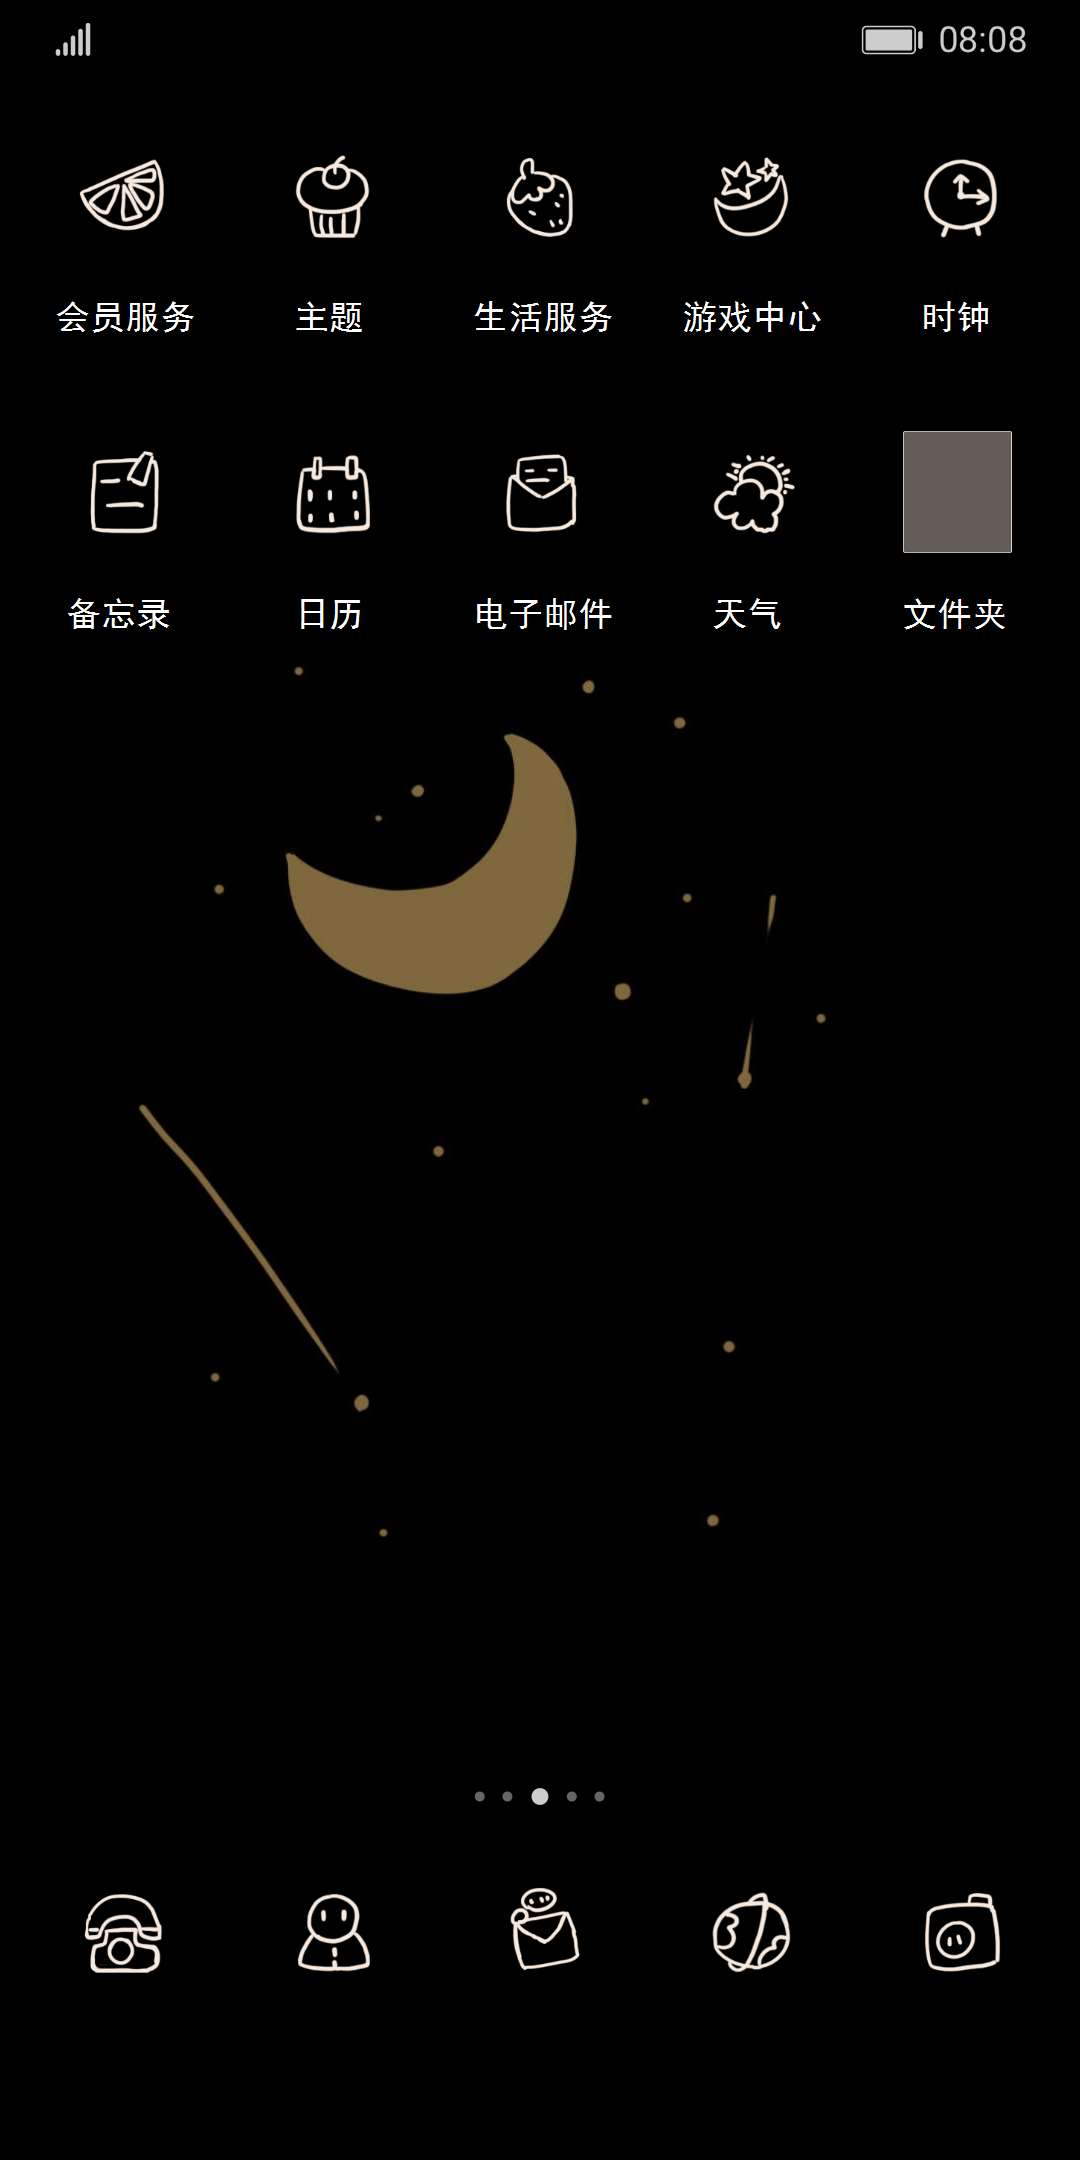 08:08
会员服务 主题 生活服务 游戏中心 时钟
备忘录 日历 电子邮件 天气 文件夹